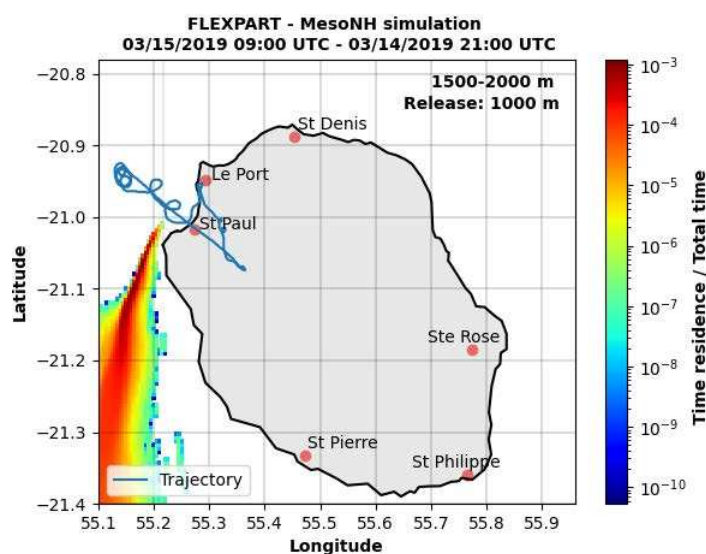 FLEXPART - MesoNH simulation
03/15/2019 09:00 UTC - 03/14/2019 21:00 UTC
1500-2000 m
Release: 1000 m
St Denis
Le Port
St Paul
Ste Rose
St Pierre
St Philippe
Trajectory
−20.8
−20.9
−21.0
−21.1
−21.2
−21.3
−21.4
Latitude
55.1 55.2 55.3 55.4 55.5 55.6 55.7 55.8 55.9
Longitude
10⁻³
10⁻⁴
10⁻⁵
10⁻⁶
10⁻⁷
10⁻⁸
10⁻⁹
10⁻¹⁰
Time residence / Total time